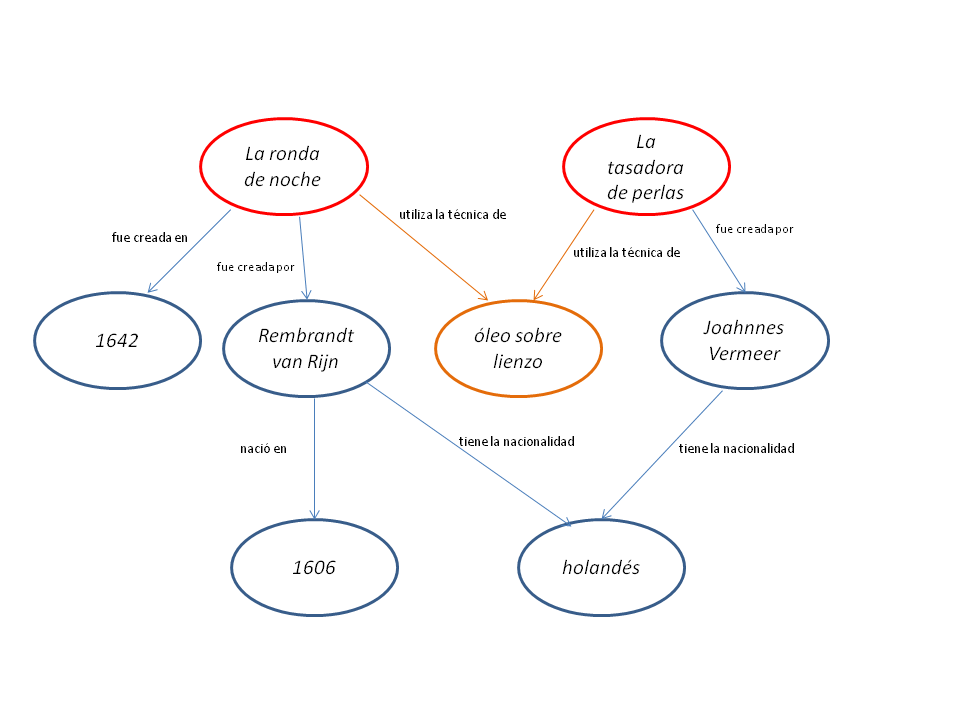 La ronda
de noche
La
tasadora
de perlas
utiliza la técnica de
fue creada por
fue creada en
utiliza la técnica de
fue creada por
1642
Rembrandt
van Rijn
óleo sobre
lienzo
Joahnnes
Vermeer
nació en
tiene la nacionalidad
tiene la nacionalidad
1606
holandés